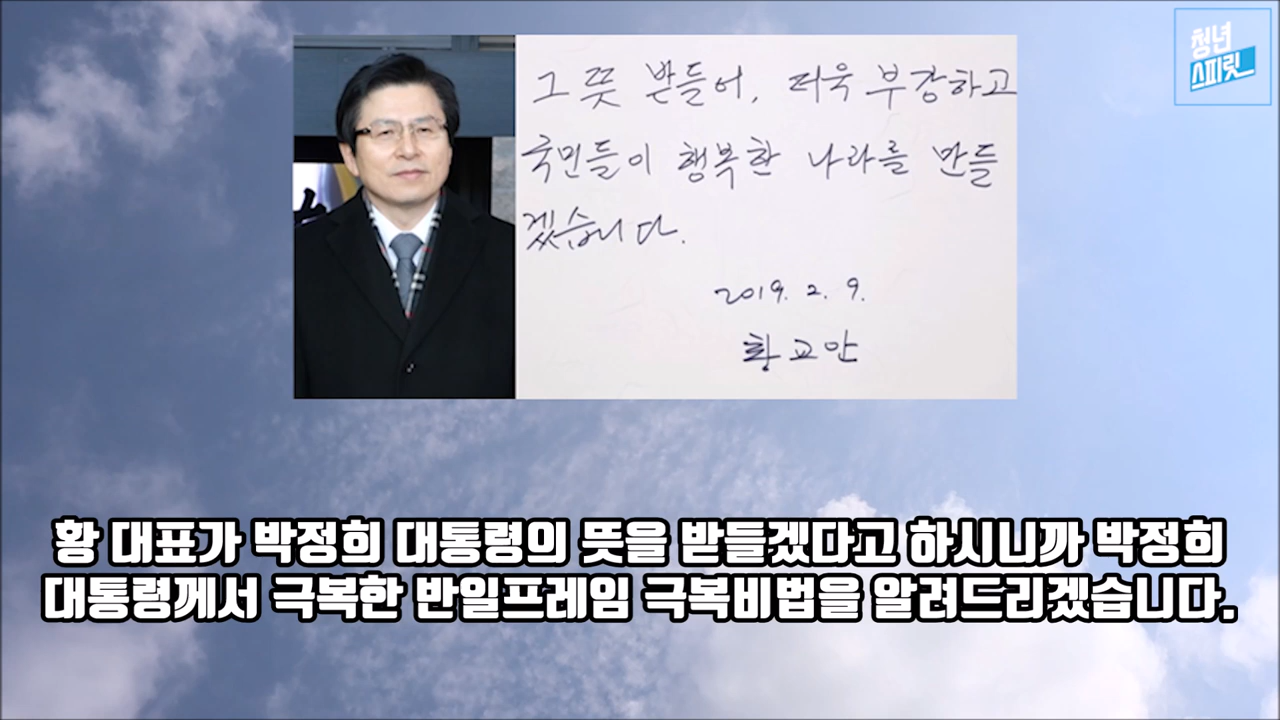 청년
스피릿
그 뜻 받들어, 더욱 부강하고
국민들이 행복한 나라를 만들
겠습니다.
2019. 2. 9.
황교안
황 대표가 박정희 대통령의 뜻을 받들겠다고 하시니까 박정희
대통령께서 극복한 반일프레임 극복비법을 알려드리겠습니다.